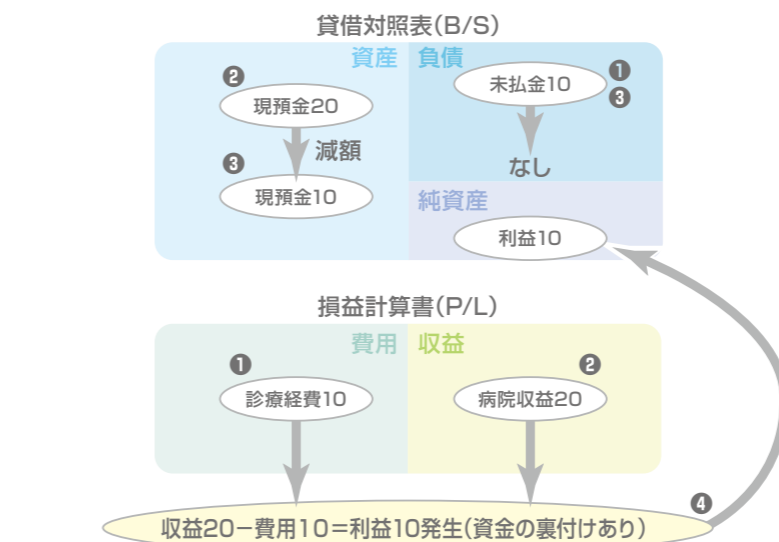 貸借対照表(B/S)
資産 負債
❷
現預金20
未払金10
❶
❸
減額
なし
❸
現預金10
純資産
利益10
損益計算書(P/L)
費用 収益
❶
診療経費10
❷
病院収益20
❹
収益20−費用10=利益10発生(資金の裏付けあり)